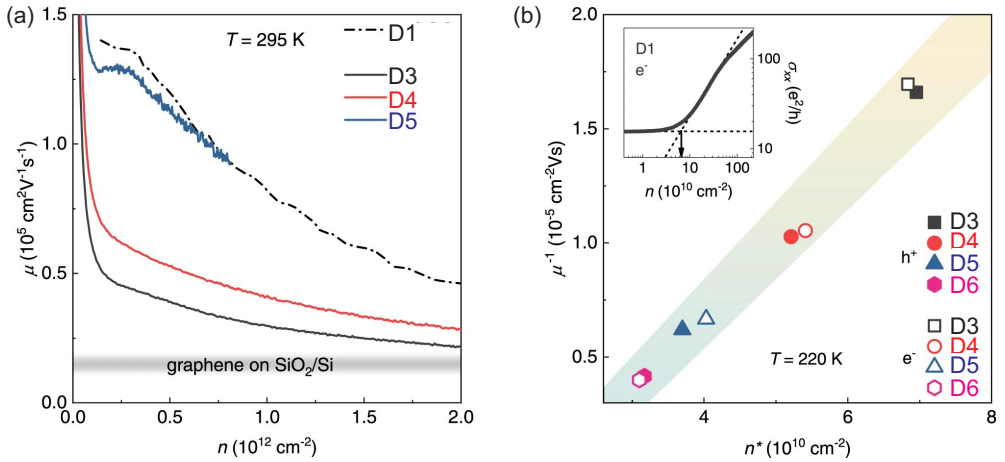 (a)
1.5
1.0
0.5
0.0
μ (10⁵ cm²V⁻¹s⁻¹)
T = 295 K
D1
D3
D4
D5
graphene on SiO₂/Si
0.0
0.5
1.0
1.5
2.0
n (10¹² cm⁻²)
(b)
2.0
1.5
1.0
0.5
μ⁻¹ (10⁻⁵ cm⁻²Vs)
D1
e⁻
100
10
σₓₓ (e²/h)
1
10
100
n (10¹⁰ cm⁻²)
h⁺
D3
D4
D5
D6
e⁻
D3
D4
D5
D6
T = 220 K
4
6
8
n* (10¹⁰ cm⁻²)